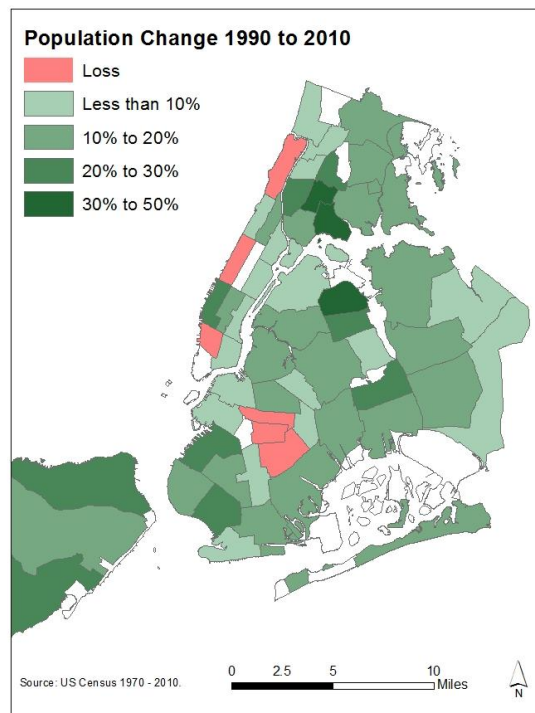 Population Change 1990 to 2010
Loss
Less than 10%
10% to 20%
20% to 30%
30% to 50%
Source: US Census 1970 - 2010.
0 2.5 5 10
Miles
N